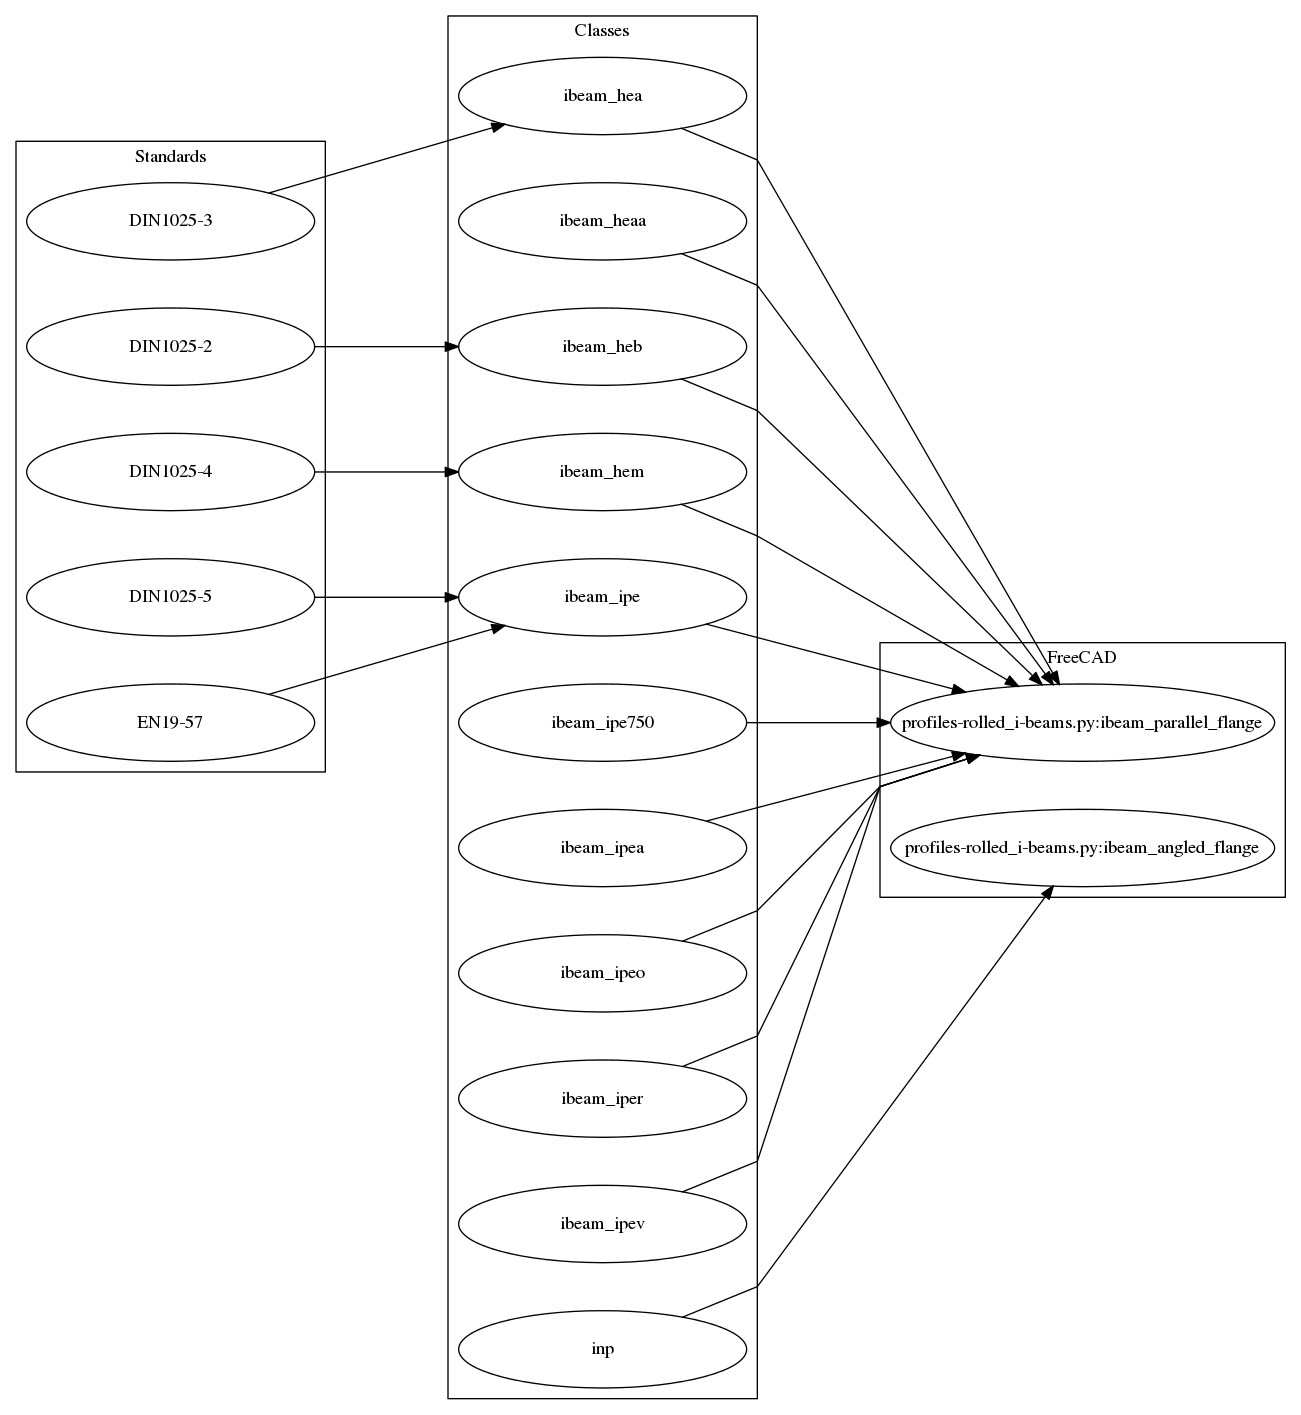 Standards
DIN1025-3
DIN1025-2
DIN1025-4
DIN1025-5
EN19-57
Classes
ibeam_hea
ibeam_heaa
ibeam_heb
ibeam_hem
ibeam_ipe
ibeam_ipe750
ibeam_ipea
ibeam_ipeo
ibeam_iper
ibeam_ipev
inp
FreeCAD
profiles-rolled_i-beams.py:ibeam_parallel_flange
profiles-rolled_i-beams.py:ibeam_angled_flange